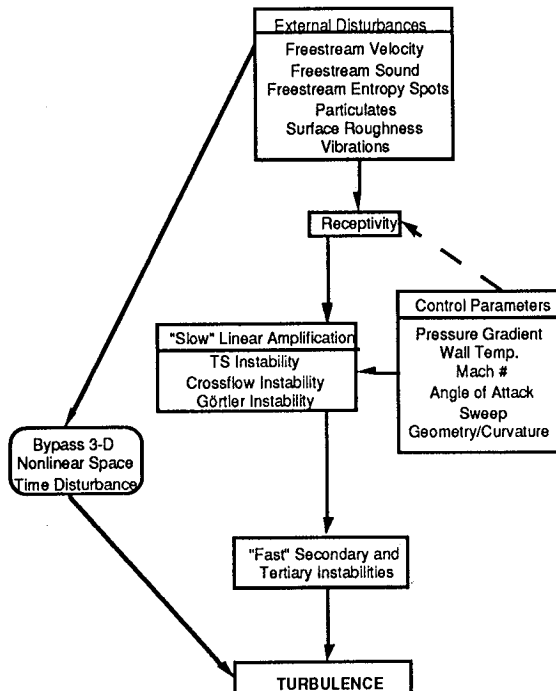 External Disturbances
Freestream Velocity
Freestream Sound
Freestream Entropy Spots
Particulates
Surface Roughness
Vibrations
Receptivity
Control Parameters
Pressure Gradient
Wall Temp.
Mach #
Angle of Attack
Sweep
Geometry/Curvature
"Slow" Linear Amplification
TS Instability
Crossflow Instability
Görtler Instability
Bypass 3-D
Nonlinear Space
Time Disturbance
"Fast" Secondary and
Tertiary Instabilities
TURBULENCE